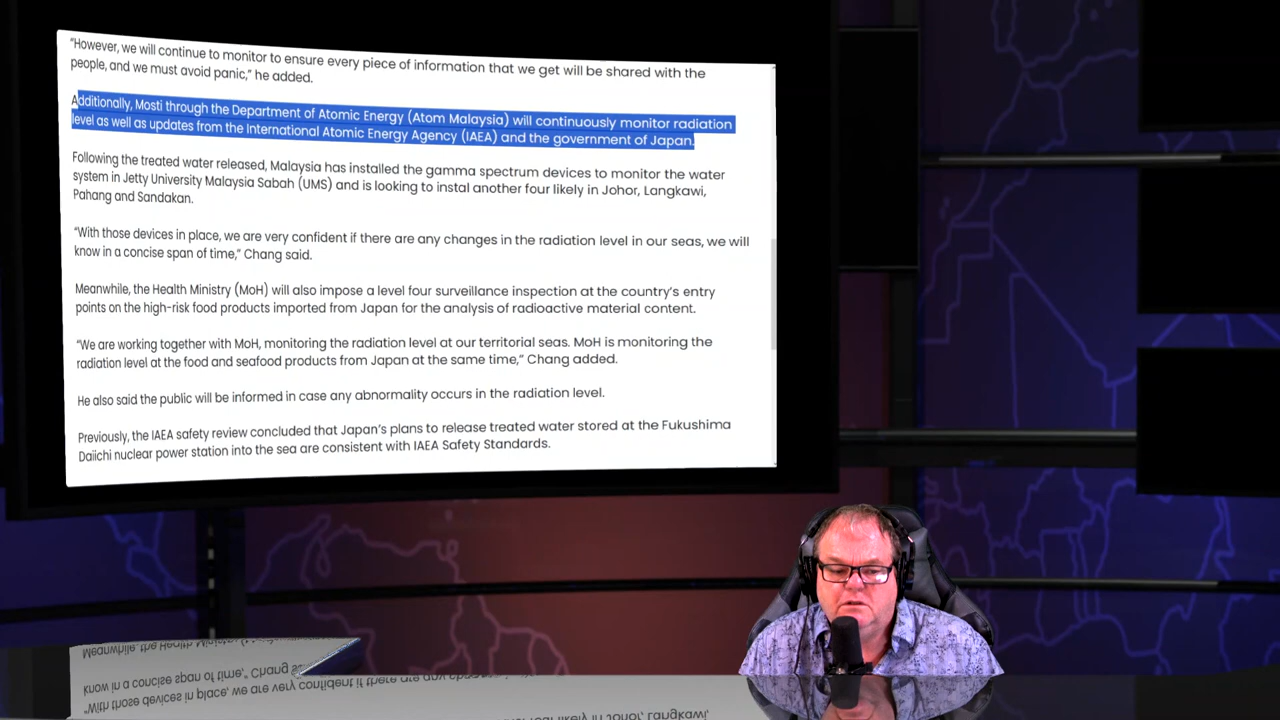 "However, we will continue to monitor to ensure every piece of information that we get will be shared with the
people, and we must avoid panic," he added.
Additionally, Mosti through the Department of Atomic Energy (Atom Malaysia) will continuously monitor radiation
level as well as updates from the International Atomic Energy Agency (IAEA) and the government of Japan.
Following the treated water released, Malaysia has installed the gamma spectrum devices to monitor the water
system in Jetty University Malaysia Sabah (UMS) and is looking to instal another four likely in Johor, Langkawi,
Pahang and Sandakan.
"With those devices in place, we are very confident if there are any changes in the radiation level in our seas, we will
know in a concise span of time," Chang said.
Meanwhile, the Health Ministry (MoH) will also impose a level four surveillance inspection at the country's entry
points on the high-risk food products imported from Japan for the analysis of radioactive material content.
"We are working together with MoH, monitoring the radiation level at our territorial seas. MoH is monitoring the
radiation level at the food and seafood products from Japan at the same time," Chang added.
He also said the public will be informed in case any abnormality occurs in the radiation level.
Previously, the IAEA safety review concluded that Japan's plans to release treated water stored at the Fukushima
Daiichi nuclear power station into the sea are consistent with IAEA Safety Standards.